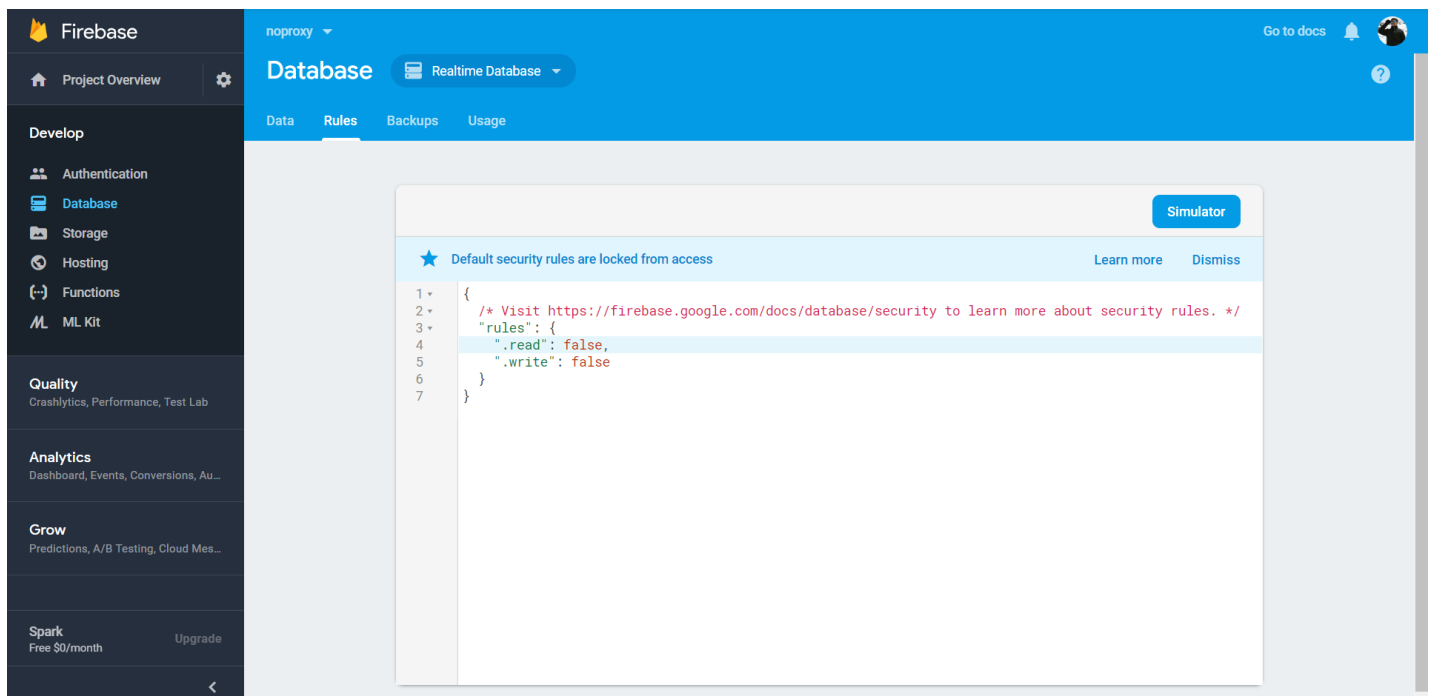 Firebase
Project Overview
Develop
Authentication
Database
Storage
Hosting
Functions
ML Kit
Quality
Crashlytics, Performance, Test Lab
Analytics
Dashboard, Events, Conversions, Au...
Grow
Predictions, A/B Testing, Cloud Mes...
Spark
Free $0/month
Upgrade
noproxy
Go to docs
Database
Realtime Database
Data Rules Backups Usage
Simulator
Default security rules are locked from access
Learn more Dismiss
1 {
2 /* Visit https://firebase.google.com/docs/database/security to learn more about security rules. */
3 "rules": {
4 ".read": false,
5 ".write": false
6 }
7 }